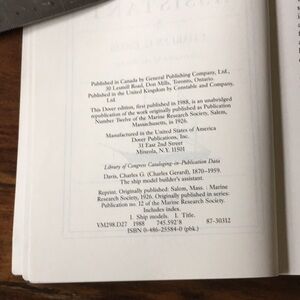 Published in Canada by General Publishing Company, Ltd.,
30 Lesmill Road, Don Mills, Toronto, Ontario.
Published in the United Kingdom by Constable and Company,
Ltd.
This Dover edition, first published in 1988, is an unabridged
republication of the work originally published as Publication
Number Twelve of the Marine Research Society, Salem,
Massachusetts, in 1926.
Manufactured in the United States of America
Dover Publications, Inc.
31 East 2nd Street
Mineola, N.Y. 11501
Library of Congress Cataloging-in-Publication Data
Davis, Charles G. (Charles Gerard), 1870–1959.
The ship model builder's assistant.
Reprint. Originally published: Salem, Mass. : Marine
Research Society, 1926. Originally published in series:
Publication no. 12 of the Marine Research Society.
Includes index.
1. Ship models. I. Title.
VM298.D27 1988 745.592'8 87-30312
ISBN 0-486-25584-0 (pbk.)